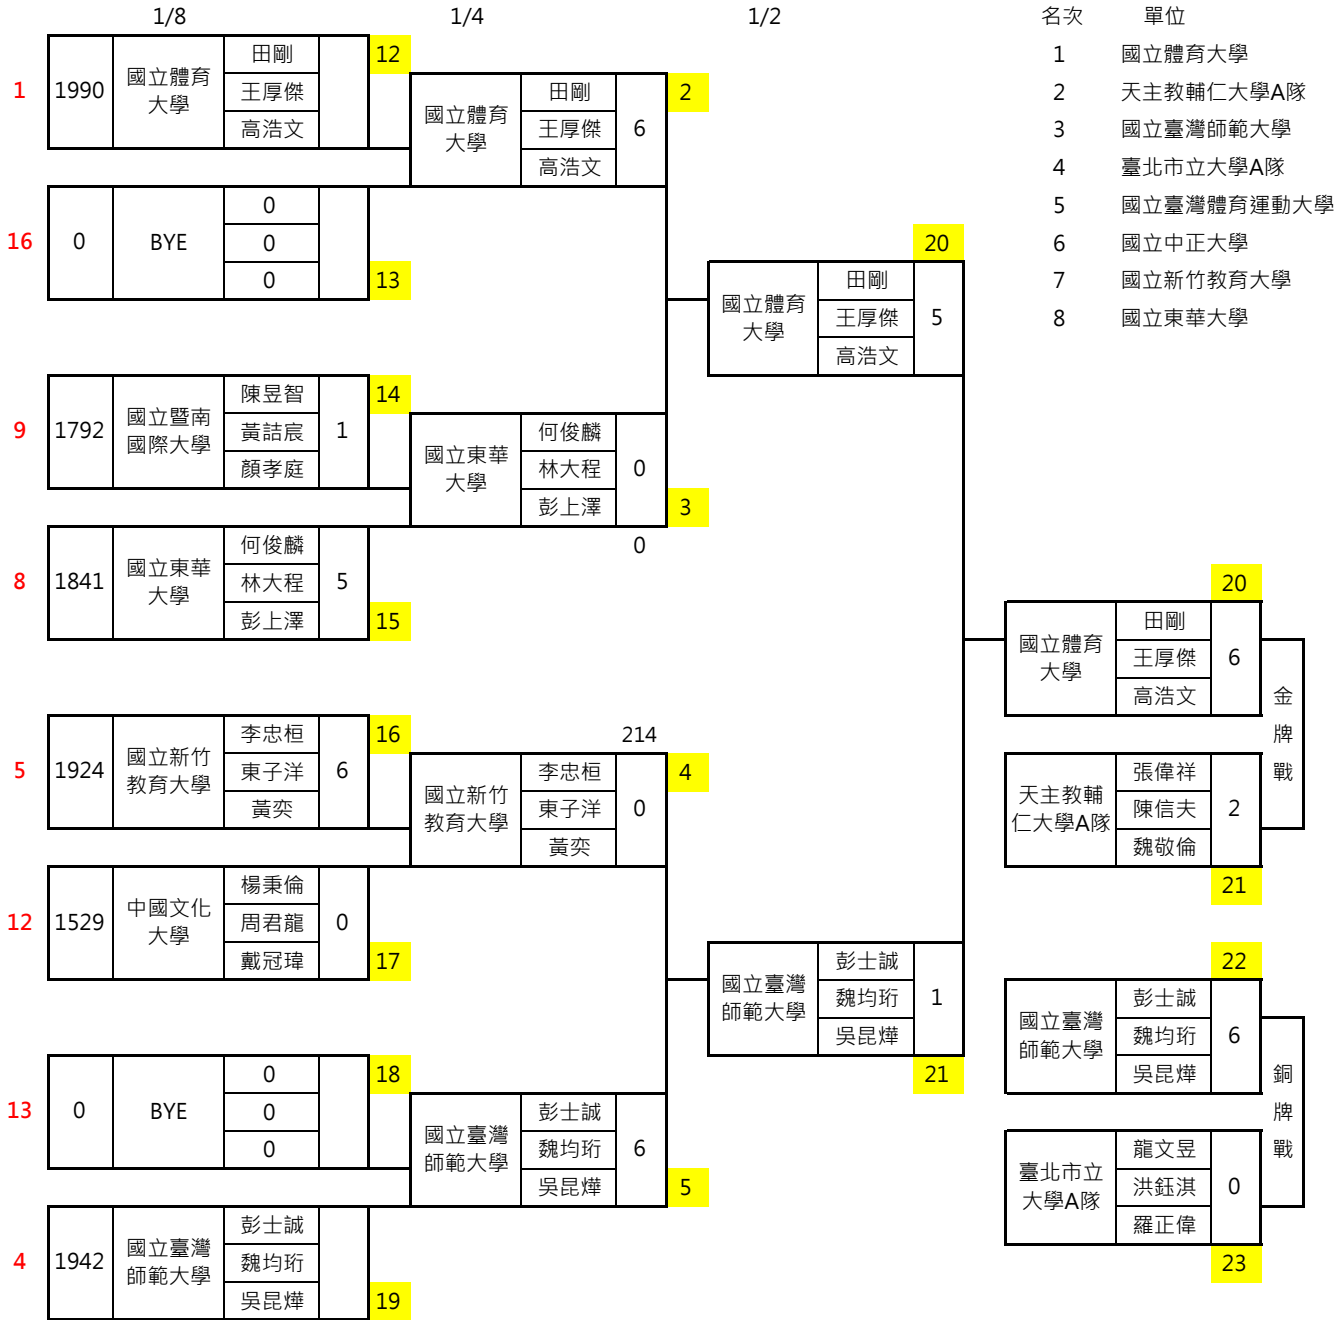 1/8 1/4 1/2 名次 單位
1 國立體育大學
2 天主教輔仁大學A隊
3 國立臺灣師範大學
4 臺北市立大學A隊
5 國立臺灣體育運動大學
6 國立中正大學
7 國立新竹教育大學
8 國立東華大學
1 1990 國立體育
大學
田剛
王厚傑
高浩文
12
16 0 BYE
0
0
0
13
9 1792 國立暨南
國際大學
陳昱智
黃詰宸
顏孝庭
1
14
8 1841 國立東華
大學
何俊麟
林大程
彭上澤
5
15
5 1924 國立新竹
教育大學
李忠桓
東子洋
黃奕
6
16
12 1529 中國文化
大學
楊秉倫
周君龍
戴冠瑋
0
17
13 0 BYE
0
0
0
18
4 1942 國立臺灣
師範大學
彭士誠
魏均珩
吳昆燁
19
國立體育
大學
田剛
王厚傑
高浩文
6
2
國立東華
大學
何俊麟
林大程
彭上澤
0
3
0
214
國立新竹
教育大學
李忠桓
東子洋
黃奕
0
4
國立臺灣
師範大學
彭士誠
魏均珩
吳昆燁
6
5
20
國立體育
大學
田剛
王厚傑
高浩文
5
國立臺灣
師範大學
彭士誠
魏均珩
吳昆燁
1
21
20
國立體育
大學
田剛
王厚傑
高浩文
6
金
牌
戰
天主教輔
仁大學A隊
張偉祥
陳信夫
魏敬倫
2
21
22
國立臺灣
師範大學
彭士誠
魏均珩
吳昆燁
6
銅
牌
戰
臺北市立
大學A隊
龍文昱
洪鈺淇
羅正偉
0
23